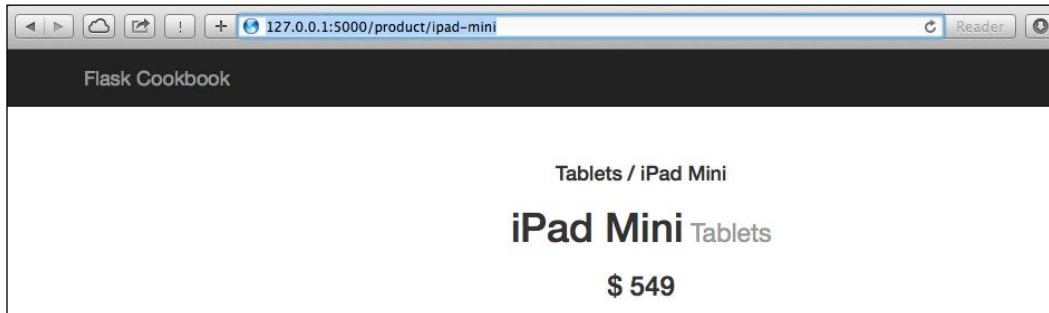 127.0.0.1:5000/product/ipad-mini
Reader
Flask Cookbook
Tablets / iPad Mini
iPad Mini Tablets
$ 549